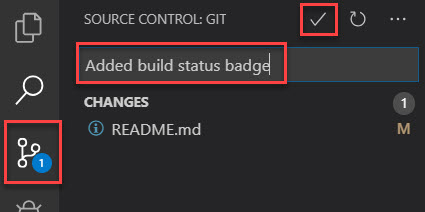 SOURCE CONTROL: GIT
Added build status badge
CHANGES 1
README.md M
1